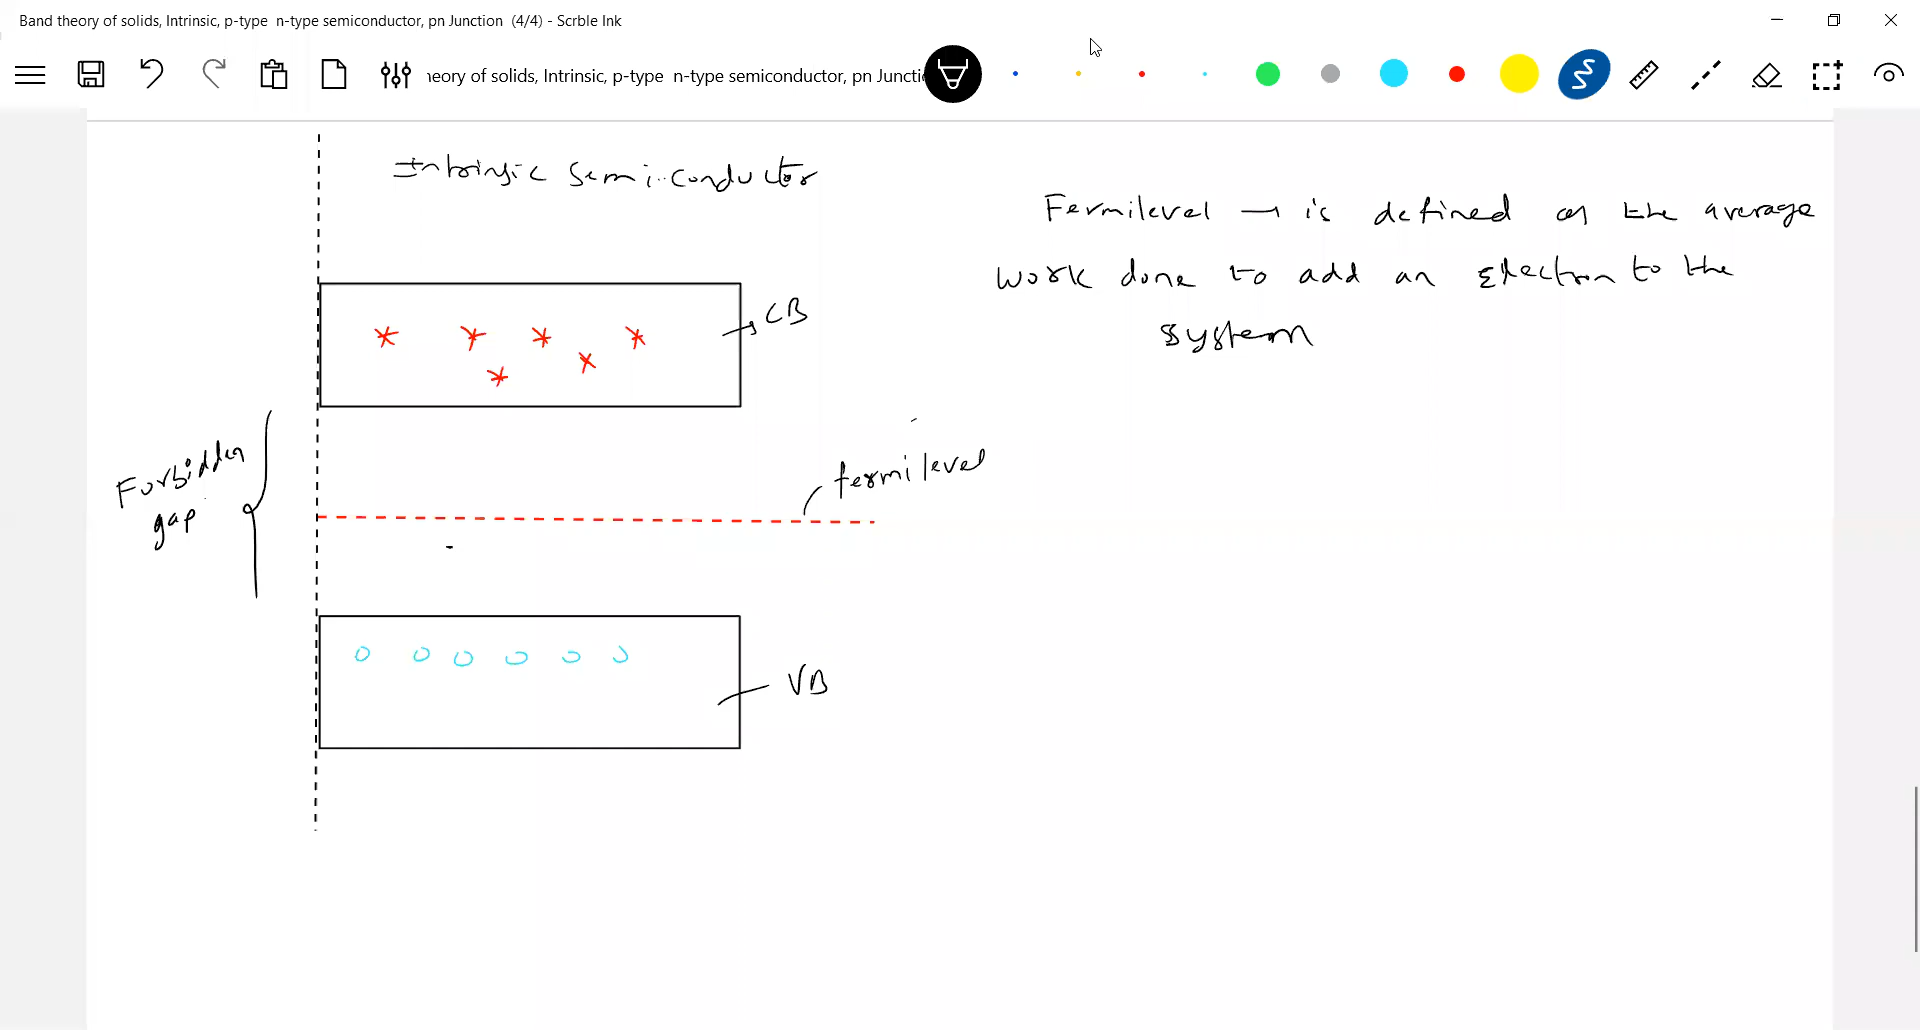 Band theory of solids, Intrinsic, p-type n-type semiconductor, pn Junction (4/4) - Scrble Ink
neory of solids, Intrinsic, p-type n-type semiconductor, pn Juncti
Intrinsic Semi-conductor
CB
Forbidden
gap
fermi level
VB
Fermilevel → is defined as the average
work done to add an Electron to the
System